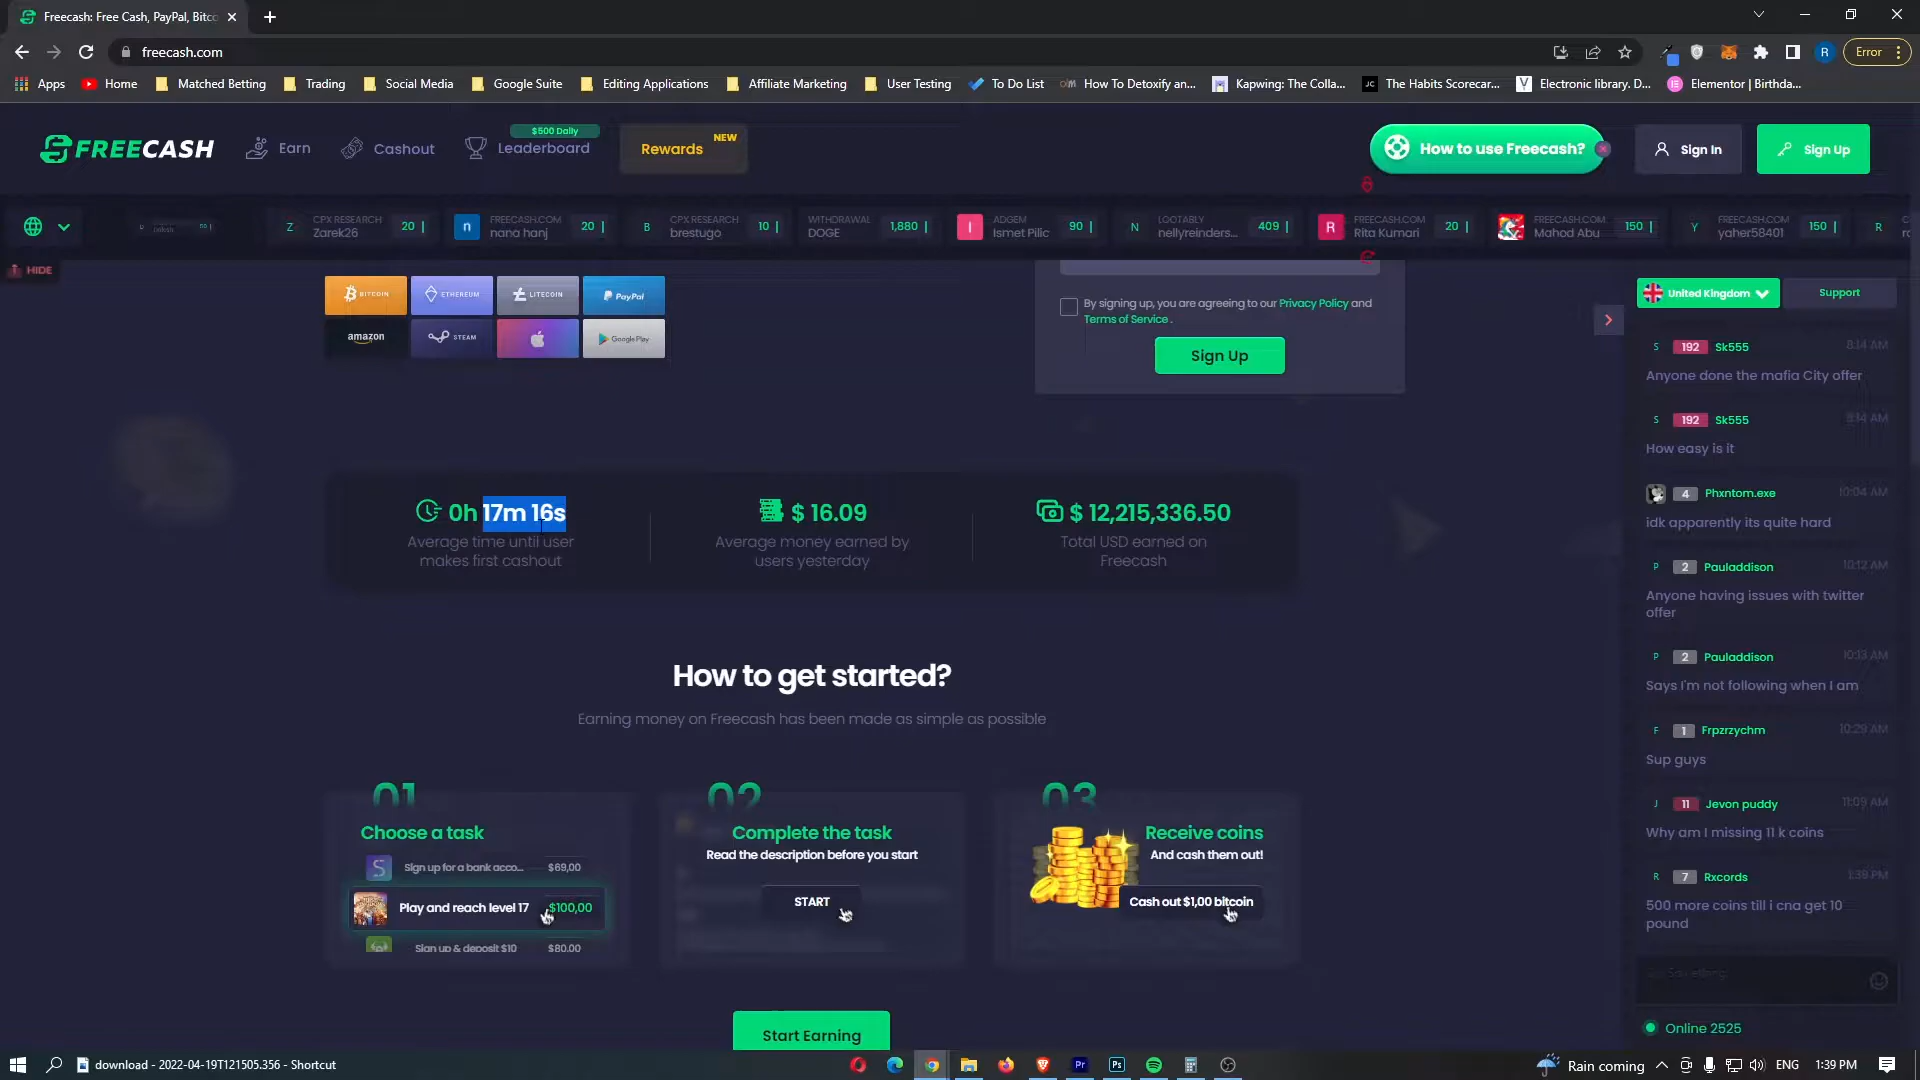 Freecash: Free Cash, PayPal, Bitco
freecash.com
Error
Apps
Home
Matched Betting
Trading
Social Media
Google Suite
Editing Applications
Affiliate Marketing
User Testing
To Do List
How To Detoxify an...
Kapwing: The Colla...
The Habits Scorecar...
Electronic library. D...
Elementor | Birthda...
FREECASH
Earn
Cashout
$500 Daily
Leaderboard
Rewards
NEW
How to use Freecash?
Sign In
Sign Up
Z CPX RESEARCH
Zarek26 20
n FREECASH.COM
nana hanj 20
B CPX RESEARCH
brestugo 10
WITHDRAWAL
DOGE 1,880
I ADGEM
Ismet Pilic 90
N LOOTABLY
nellyreinders... 409
R FREECASH.COM
Rita Kumari 20
FREECASH.COM
Mahod Abu 150
Y FREECASH.COM
yaher58401 150
R
HIDE
BITCOIN
ETHEREUM
LITECOIN
PayPal
amazon
STEAM
Google Play
By signing up, you are agreeing to our Privacy Policy and
Terms of Service .
Sign Up
0h 17m 16s
Average time until user
makes first cashout
$ 16.09
Average money earned by
users yesterday
$ 12,215,336.50
Total USD earned on
Freecash
How to get started?
Earning money on Freecash has been made as simple as possible
01
Choose a task
Sign up for a bank acco... $69,00
Play and reach level 17 $100,00
Sign up & deposit $10 $80.00
02
Complete the task
Read the description before you start
START
03
Receive coins
And cash them out!
Cash out $1,00 bitcoin
Start Earning
United Kingdom
Support
S 192 Sk555 8:14 AM
Anyone done the mafia City offer
S 192 Sk555 8:14 AM
How easy is it
4 Phxntom.exe 10:04 AM
idk apparently its quite hard
P 2 Pauladdison 10:12 AM
Anyone having issues with twitter
offer
P 2 Pauladdison 10:13 AM
Says I'm not following when I am
F 1 Frpzrzychm 10:29 AM
Sup guys
J 11 Jevon puddy 11:09 AM
Why am I missing 11 k coins
R 7 Rxcords 1:39 PM
500 more coins till i cna get 10
pound
Online 2525
download - 2022-04-19T121505.356 - Shortcut
Pr
Ps
Rain coming
ENG
1:39 PM